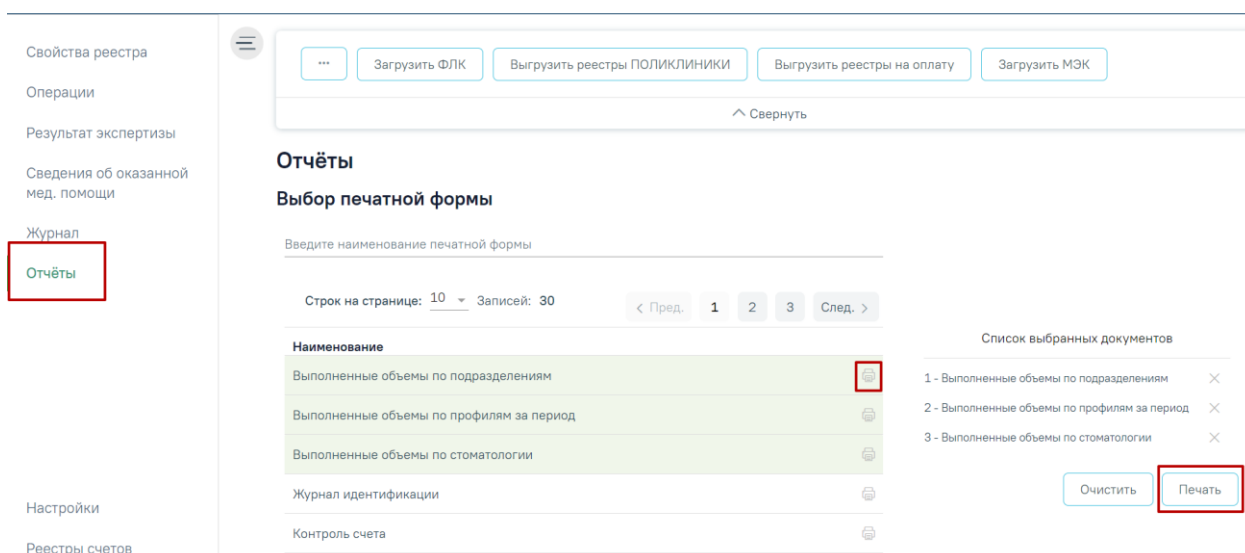 Свойства реестра
Операции
Результат экспертизы
Сведения об оказанной
мед. помощи
Журнал
Отчёты
Настройки
Реестры счетов
... Загрузить ФЛК Выгрузить реестры ПОЛИКЛИНИКИ Выгрузить реестры на оплату Загрузить МЭК
Свернуть
Отчёты
Выбор печатной формы
Введите наименование печатной формы
Строк на странице: 10 Записей: 30 < Пред. 1 2 3 След. >
Наименование
Выполненные объемы по подразделениям
Выполненные объемы по профилям за период
Выполненные объемы по стоматологии
Журнал идентификации
Контроль счета
Список выбранных документов
1 - Выполненные объемы по подразделениям
2 - Выполненные объемы по профилям за период
3 - Выполненные объемы по стоматологии
Очистить Печать